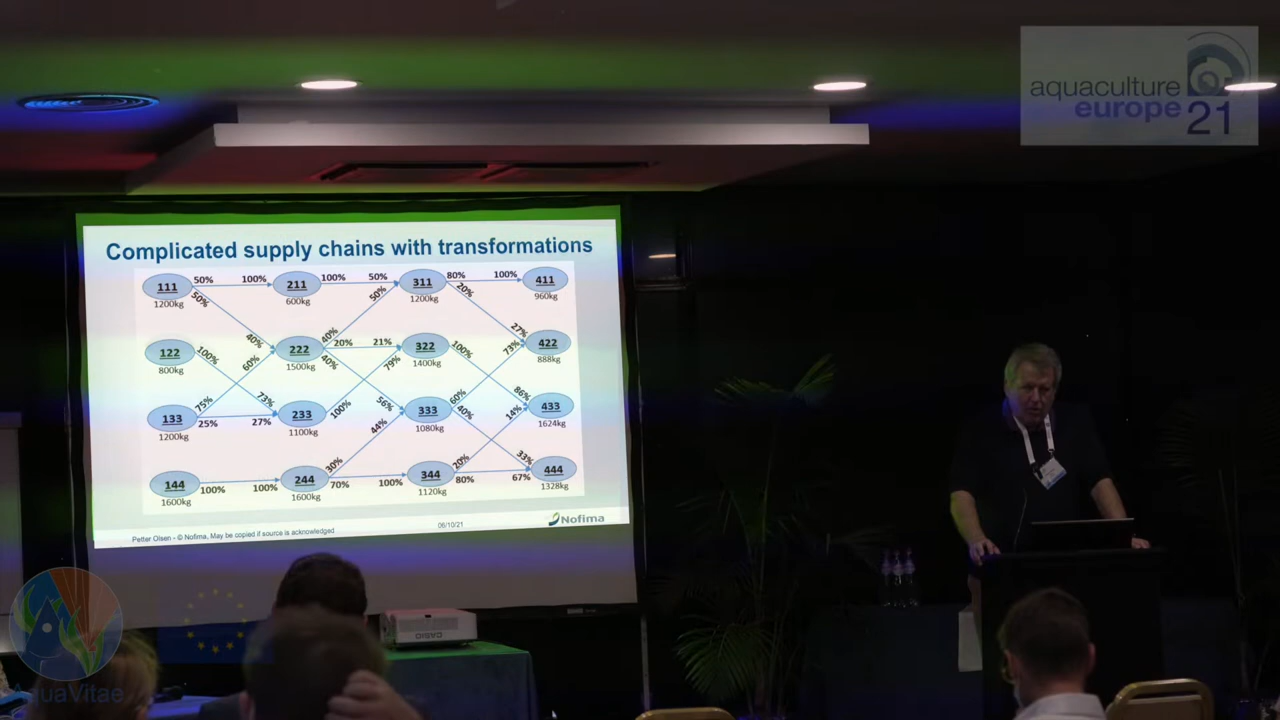 aquaculture
europe 21
Complicated supply chains with transformations
111 50% 100% 211 100% 50% 311 80% 100% 411
1200kg 50% 600kg 50% 1200kg 20% 960kg
40% 40% 27%
122 100% 222 20% 21% 322 100% 73% 422
800kg 60% 1500kg 40% 79% 1400kg 888kg
75% 73% 100% 56% 60% 86%
133 25% 27% 233 333 40% 14% 433
1200kg 1100kg 44% 1080kg 1624kg
30% 20% 33%
144 100% 100% 244 70% 100% 344 80% 67% 444
1600kg 1600kg 1120kg 1328kg
Petter Olsen - © Nofima, May be copied if source is acknowledged
06/10/21
Nofima
CASIO
AquaVitae